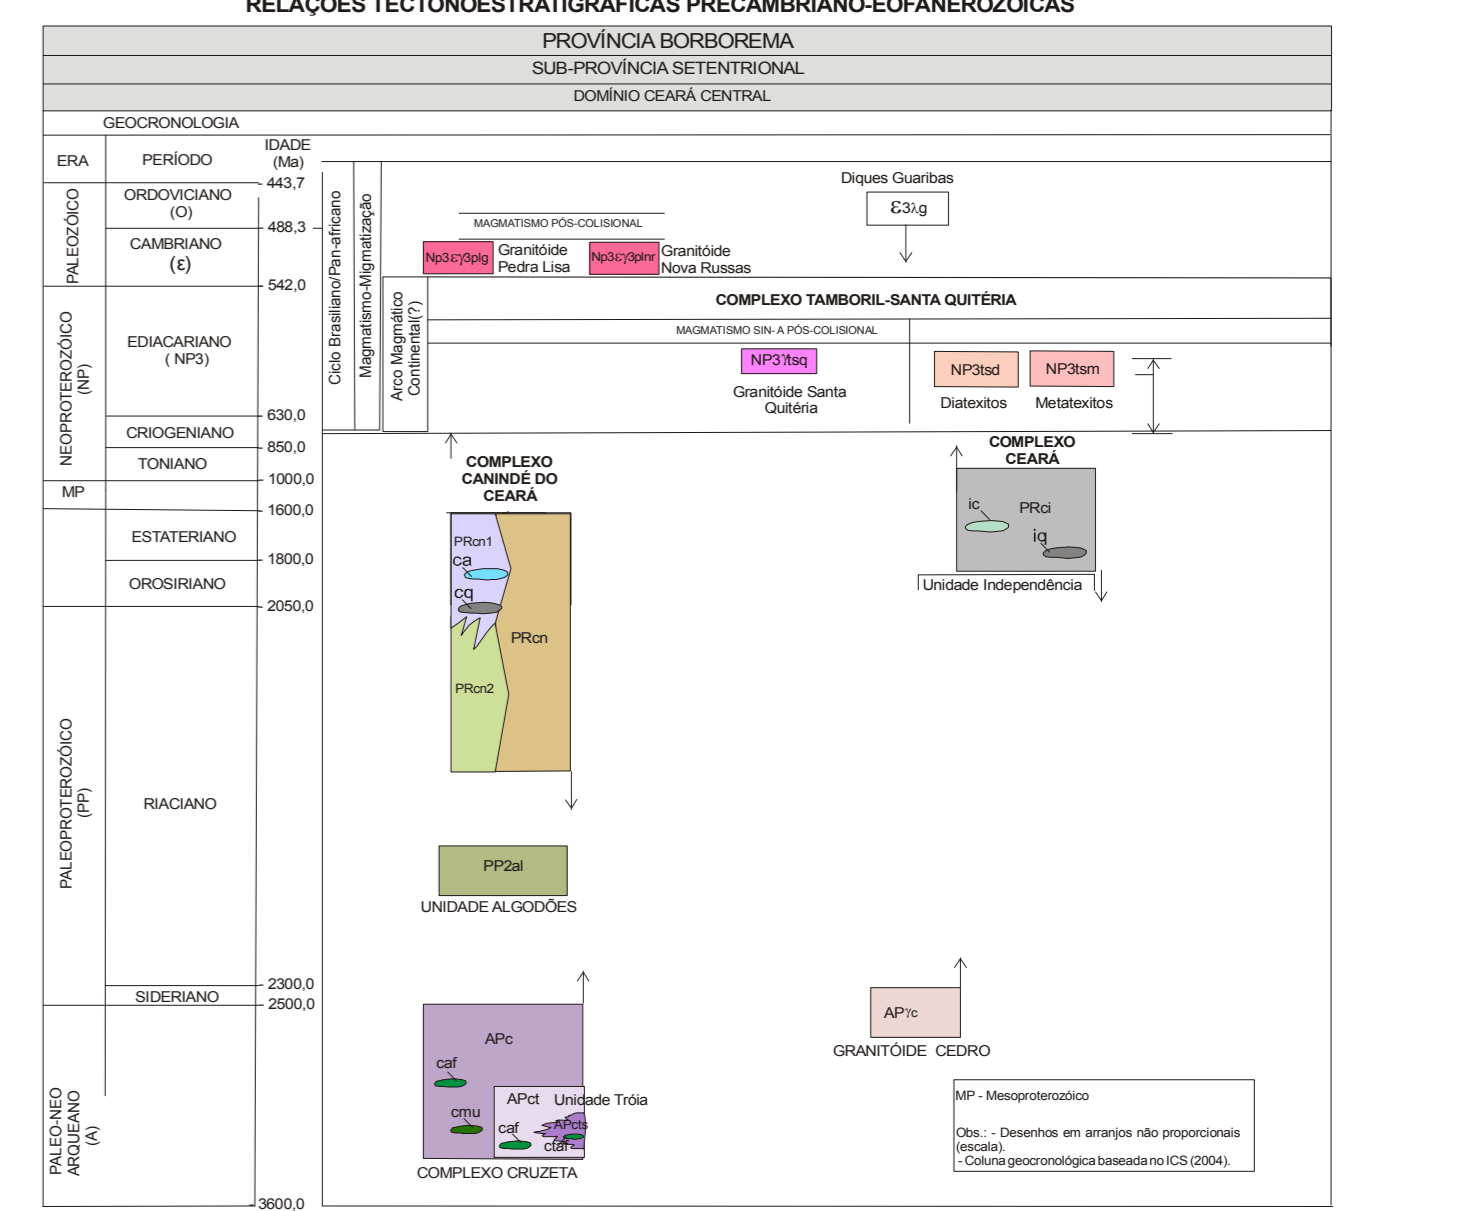 RELAÇÕES TECTONOESTRATIGRÁFICAS PRECAMBRIANO-EOFANEROZÓICAS
PROVÍNCIA BORBOREMA
SUB-PROVÍNCIA SETENTRIONAL
DOMÍNIO CEARÁ CENTRAL
GEOCRONOLOGIA
ERA
PERÍODO
IDADE
(Ma)
443,7
PALEOZÓICO
ORDOVICIANO
(O)
488,3
CAMBRIANO
(ε)
542,0
NEOPROTEROZÓICO
(NP)
EDIACARIANO
( NP3)
630,0
CRIOGENIANO
850,0
TONIANO
1000,0
MP
1600,0
ESTATERIANO
1800,0
OROSIRIANO
2050,0
PALEOPROTEROZÓICO
(PP)
RIACIANO
2300,0
SIDERIANO
2500,0
PALEO-NEO
ARQUEANO
(A)
3600,0
Ciclo Brasiliano/Pan-africano
Magmatismo-Migmatização
Arco Magmático
Continental(?)
Diques Guaribas
ε3λg
MAGMATISMO PÓS-COLISIONAL
Np3εγ3plg
Granitóide
Pedra Lisa
Np3εγ3plnr
Granitóide
Nova Russas
COMPLEXO TAMBORIL-SANTA QUITÉRIA
MAGMATISMO SIN- A PÓS-COLISIONAL
NP3γtsq
Granitóide Santa
Quitéria
NP3tsd
Diatexitos
NP3tsm
Metatexitos
COMPLEXO
CANINDÉ DO
CEARÁ
PRcn1
ca
cq
PRcn
PRcn2
COMPLEXO
CEARÁ
ic
PRci
iq
Unidade Independência
PP2al
UNIDADE ALGODÕES
APc
caf
cmu
APct
Unidade Tróia
caf
APcts
ctaf
COMPLEXO CRUZETA
APγc
GRANITÓIDE CEDRO
MP - Mesoproterozóico
Obs.: - Desenhos em arranjos não proporcionais
(escala).
- Coluna geocronológica baseada no ICS (2004).